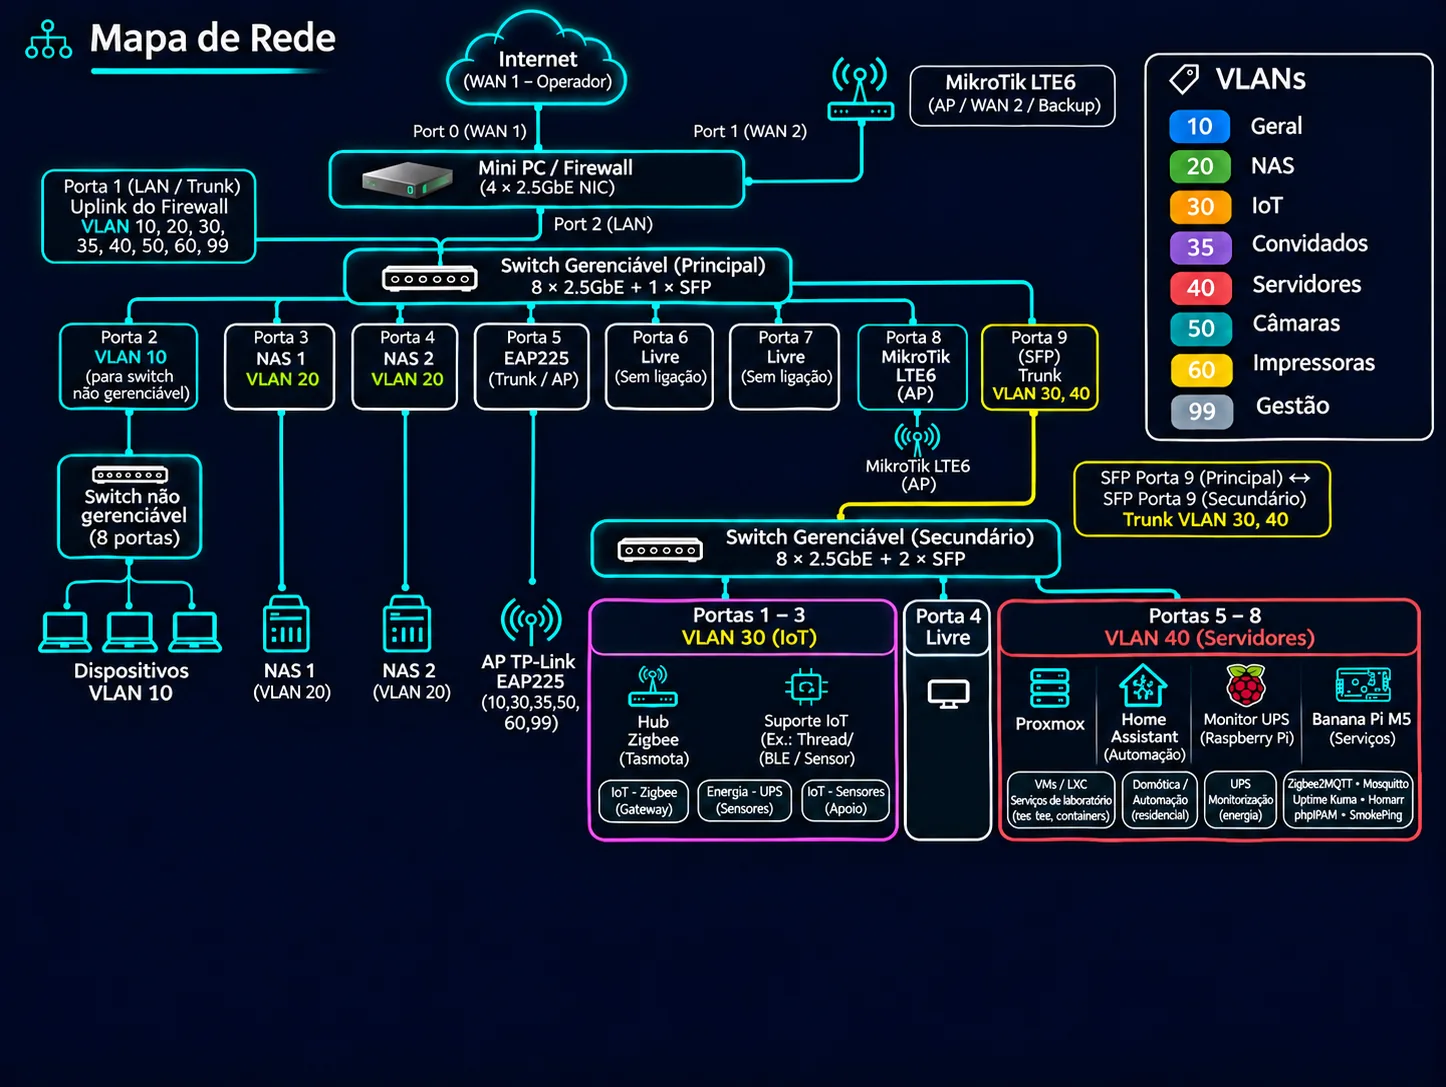 Mapa de Rede
Internet
(WAN 1 – Operador)
MikroTik LTE6
(AP / WAN 2 / Backup)
Port 0 (WAN 1)
Port 1 (WAN 2)
Mini PC / Firewall
(4 × 2.5GbE NIC)
Port 2 (LAN)
Porta 1 (LAN / Trunk)
Uplink do Firewall
VLAN 10, 20, 30,
35, 40, 50, 60, 99
Switch Gerenciável (Principal)
8 × 2.5GbE + 1 × SFP
VLANs
10 Geral
20 NAS
30 IoT
35 Convidados
40 Servidores
50 Câmaras
60 Impressoras
99 Gestão
Porta 2
VLAN 10
(para switch
não gerenciável)
Porta 3
NAS 1
VLAN 20
Porta 4
NAS 2
VLAN 20
Porta 5
EAP225
(Trunk / AP)
Porta 6
Livre
(Sem ligação)
Porta 7
Livre
(Sem ligação)
Porta 8
MikroTik
LTE6
(AP)
Porta 9
(SFP)
Trunk
VLAN 30, 40
MikroTik LTE6
(AP)
SFP Porta 9 (Principal) ↔
SFP Porta 9 (Secundário)
Trunk VLAN 30, 40
Switch não
gerenciável
(8 portas)
Dispositivos
VLAN 10
NAS 1
(VLAN 20)
NAS 2
(VLAN 20)
AP TP-Link
EAP225
(10,30,35,50,
60,99)
Switch Gerenciável (Secundário)
8 × 2.5GbE + 2 × SFP
Portas 1 – 3
VLAN 30 (IoT)
Hub
Zigbee
(Tasmota)
Suporte IoT
(Ex.: Thread/
(BLE / Sensor)
IoT - Zigbee
(Gateway)
Energia - UPS
(Sensores)
IoT - Sensores
(Apoio)
Porta 4
Livre
Portas 5 – 8
VLAN 40 (Servidores)
Proxmox
Home
Assistant
(Automação)
Monitor UPS
(Raspberry Pi)
Banana Pi M5
(Serviços)
VMs / LXC
Serviços de laboratório
(tes tee, containers)
Domótica /
Automação
(residencial)
UPS
Monitorização
(energia)
Zigbee2MQTT • Mosquitto
Uptime Kuma • Homarr
phpIPAM • SmokePing